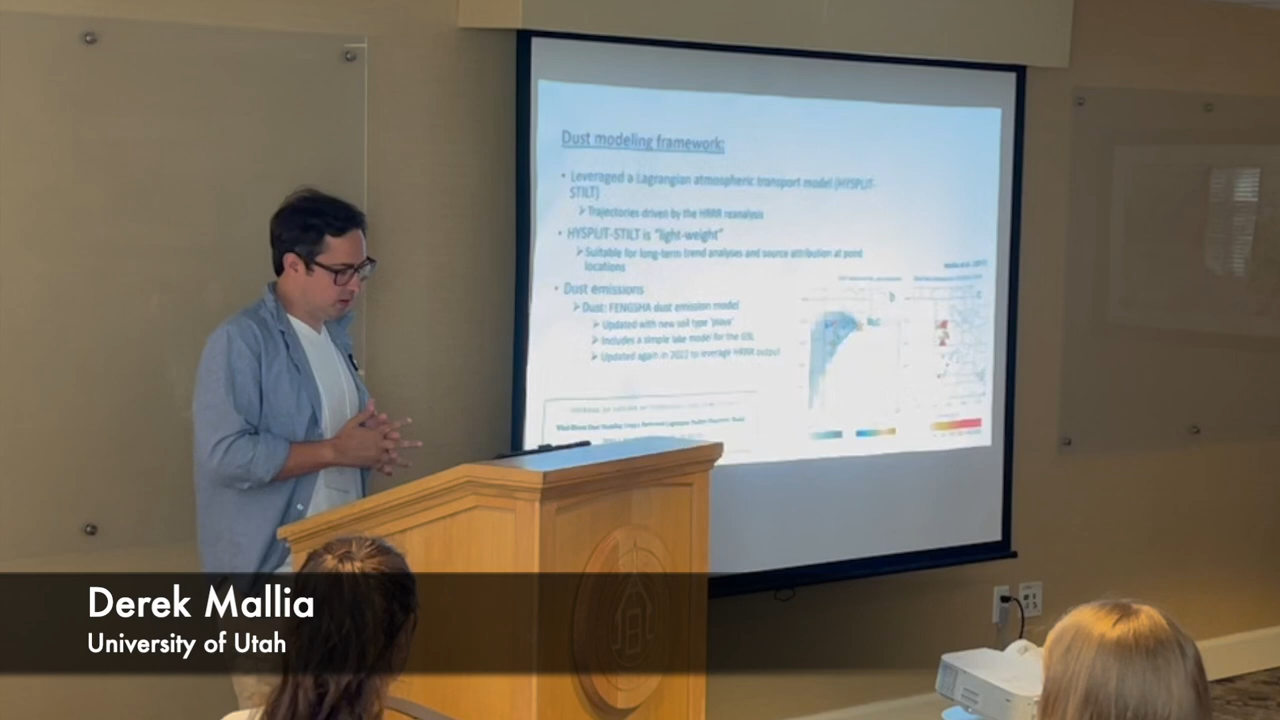 Dust modeling framework:
• Leveraged a Lagrangian atmospheric transport model (HYSPLIT-
STILT)
➢ Trajectories driven by the HRRR reanalysis
• HYSPLIT-STILT is "light-weight"
➢ Suitable for long-term trend analyses and source attribution at point
locations
• Dust emissions
➢ Dust: FENGSHA dust emission model
➢ Updated with new soil type 'playa'
➢ Includes a simple lake model for the GSL
➢ Updated again in 2022 to leverage HRRR output
b
c
Derek Mallia
University of Utah